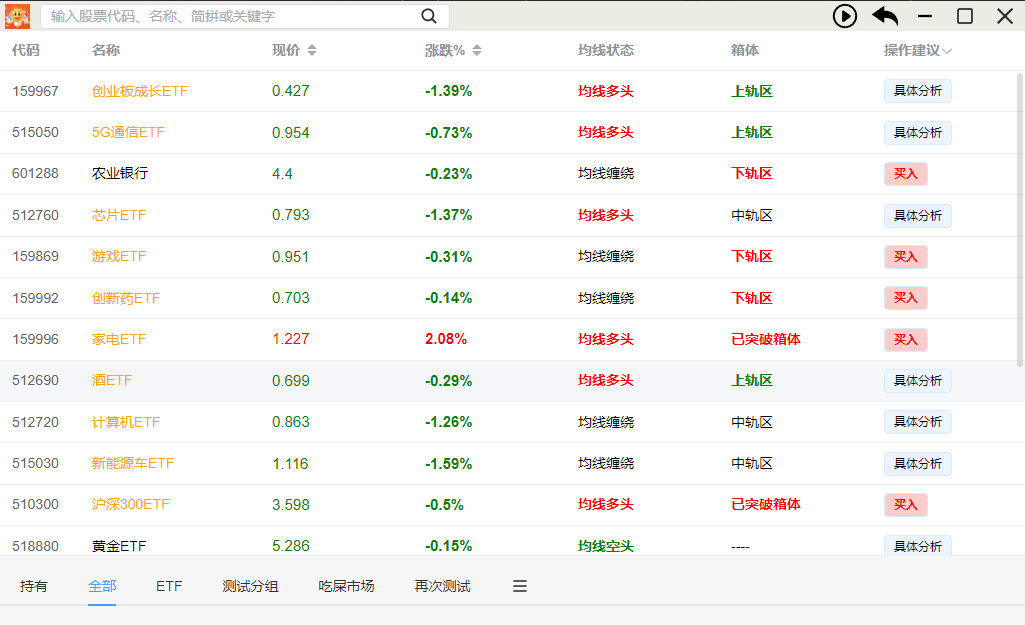 输入股票代码、名称、简拼或关键字
代码 名称 现价 涨跌% 均线状态 箱体 操作建议
159967 创业板成长ETF 0.427 -1.39% 均线多头 上轨区 具体分析
515050 5G通信ETF 0.954 -0.73% 均线多头 上轨区 具体分析
601288 农业银行 4.4 -0.23% 均线缠绕 下轨区 买入
512760 芯片ETF 0.793 -1.37% 均线多头 中轨区 具体分析
159869 游戏ETF 0.951 -0.31% 均线缠绕 下轨区 买入
159992 创新药ETF 0.703 -0.14% 均线缠绕 下轨区 买入
159996 家电ETF 1.227 2.08% 均线多头 已突破箱体 买入
512690 酒ETF 0.699 -0.29% 均线多头 上轨区 具体分析
512720 计算机ETF 0.863 -1.26% 均线缠绕 中轨区 具体分析
515030 新能源车ETF 1.116 -1.59% 均线缠绕 中轨区 具体分析
510300 沪深300ETF 3.598 -0.5% 均线多头 已突破箱体 买入
518880 黄金ETF 5.286 -0.15% 均线空头 ---- 具体分析
持有 全部 ETF 测试分组 吃屎市场 再次测试